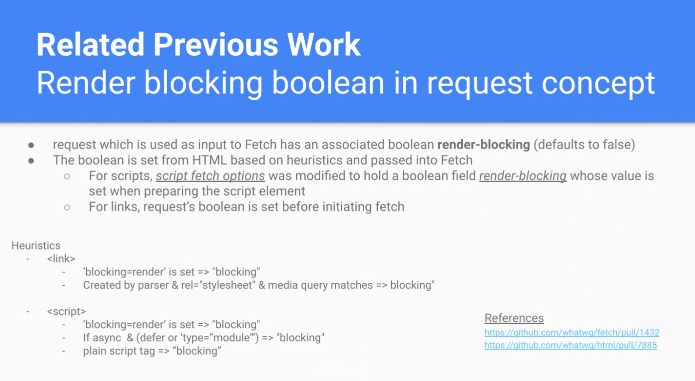 Related Previous Work
Render blocking boolean in request concept
● request which is used as input to Fetch has an associated boolean render-blocking (defaults to false)
● The boolean is set from HTML based on heuristics and passed into Fetch
○ For scripts, script fetch options was modified to hold a boolean field render-blocking whose value is
set when preparing the script element
○ For links, request's boolean is set before initiating fetch
Heuristics
- <link>
- 'blocking=render' is set => "blocking"
- Created by parser & rel="stylesheet" & media query matches => blocking"
- <script>
- 'blocking=render' is set => "blocking"
- If async & (defer or 'type="module"') => "blocking"
- plain script tag => "blocking"
References
https://github.com/whatwg/fetch/pull/1432
https://github.com/whatwg/html/pull/7885